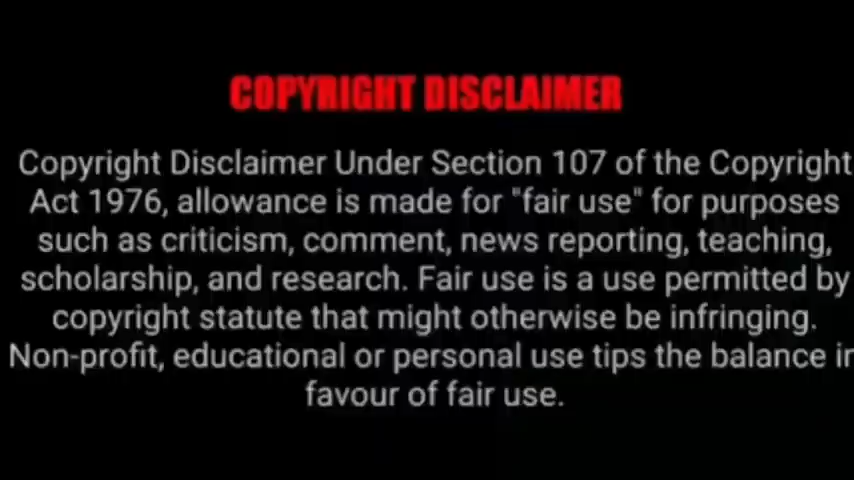 COPYRIGHT DISCLAIMER
Copyright Disclaimer Under Section 107 of the Copyright
Act 1976, allowance is made for "fair use" for purposes
such as criticism, comment, news reporting, teaching,
scholarship, and research. Fair use is a use permitted by
copyright statute that might otherwise be infringing.
Non-profit, educational or personal use tips the balance in
favour of fair use.